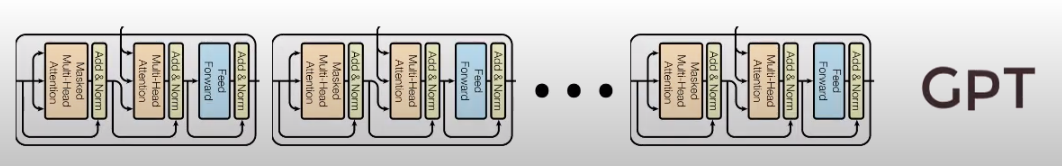 Masked
Multi-Head
Attention
Add & Norm
Multi-Head
Attention
Add & Norm
Feed
Forward
Add & Norm
Masked
Multi-Head
Attention
Add & Norm
Multi-Head
Attention
Add & Norm
Feed
Forward
Add & Norm
Masked
Multi-Head
Attention
Add & Norm
Multi-Head
Attention
Add & Norm
Feed
Forward
Add & Norm
GPT